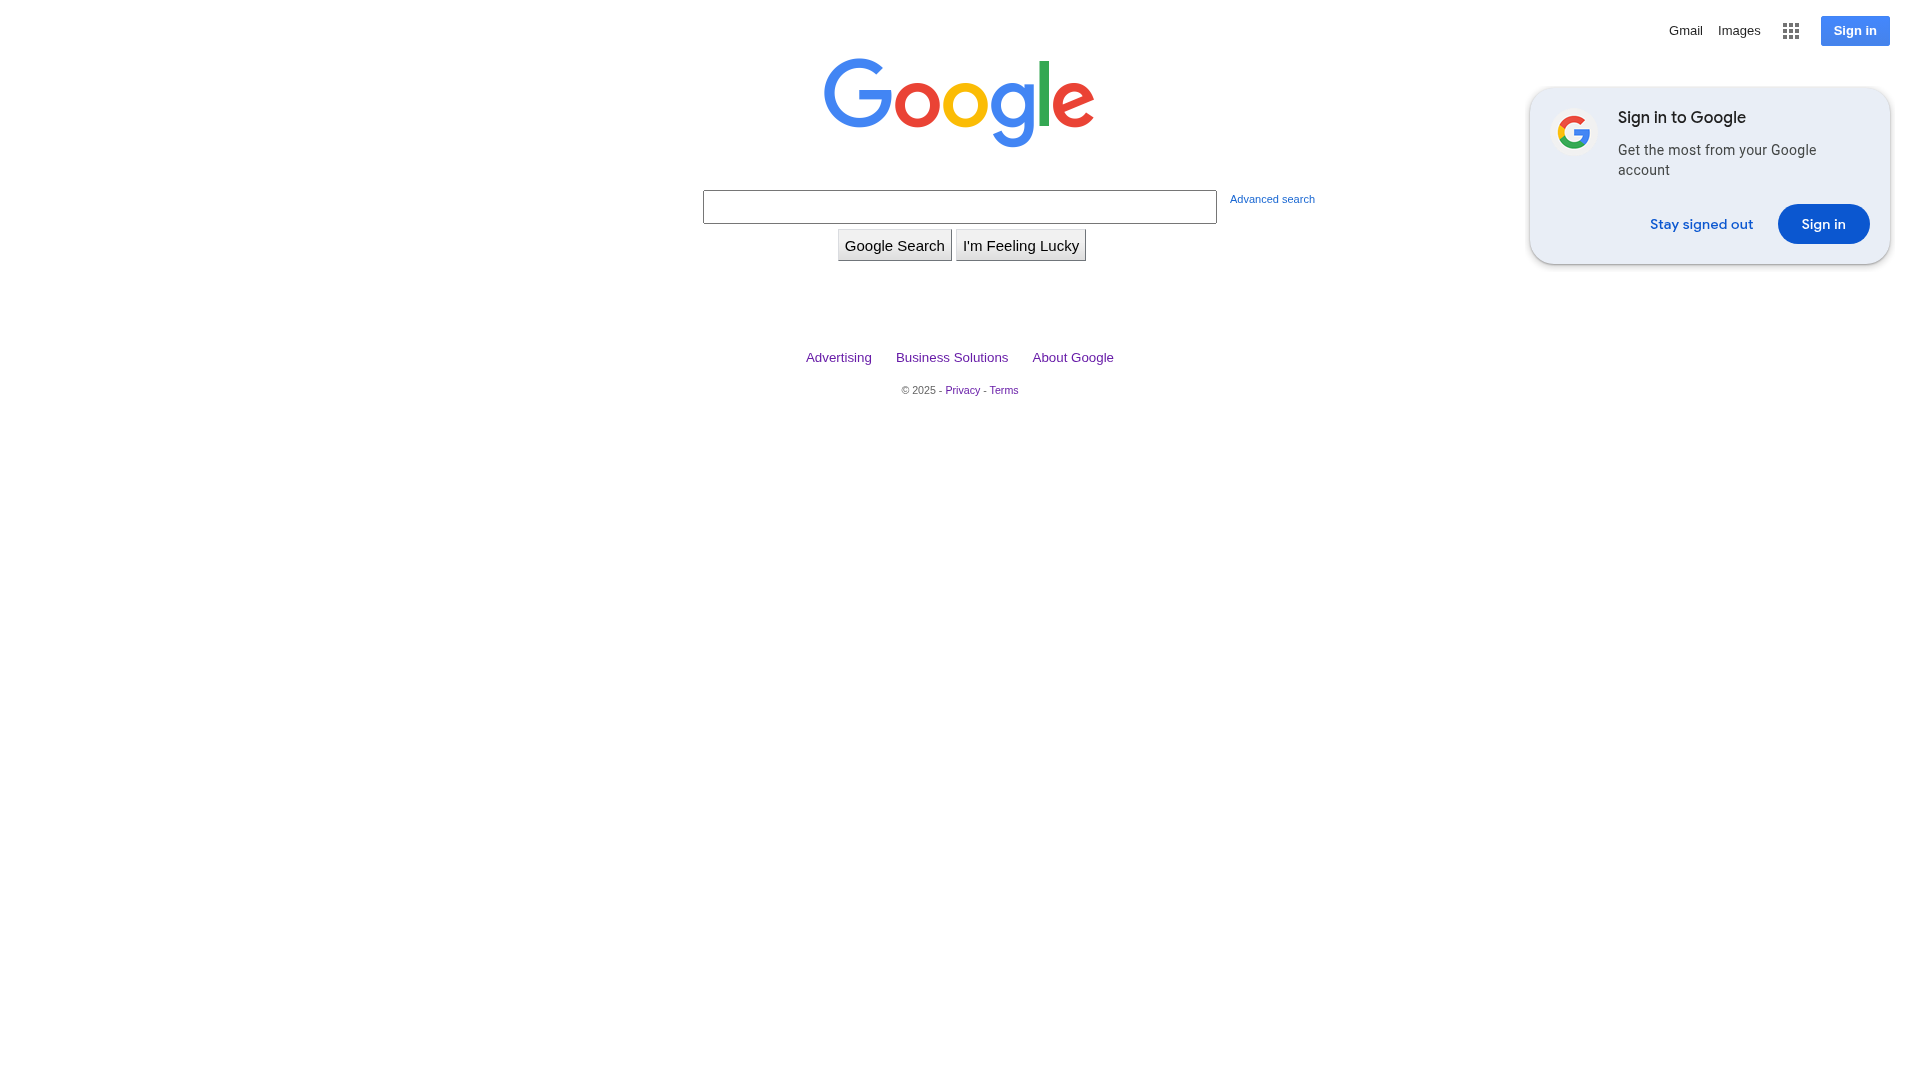 Gmail Images Sign in
Google
Sign in to Google
Get the most from your Google
account
Stay signed out Sign in
Advanced search
Google Search I'm Feeling Lucky
Advertising Business Solutions About Google
© 2025 - Privacy - Terms